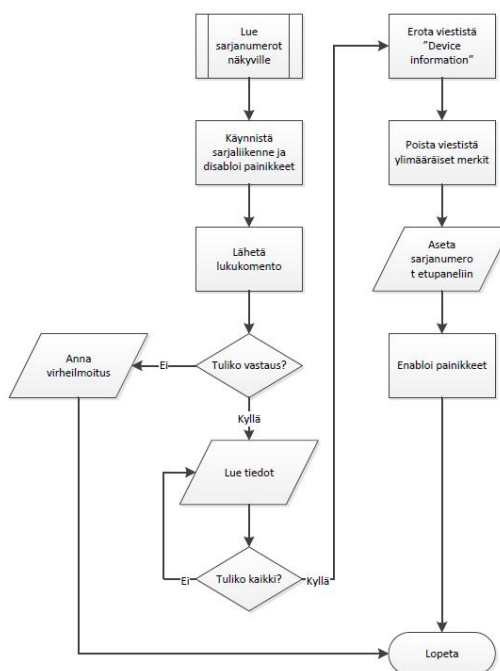 Lue
sarjanumerot
näkyville
Käynnistä
sarjaliikenne ja
disabloi painikkeet
Lähetä
lukukomento
Tuliko vastaus?
Ei
Anna
virheilmoitus
Kyllä
Lue tiedot
Tuliko kaikki?
Ei
Kyllä
Erota viestistä
”Device
information”
Poista viestistä
ylimääräiset merkit
Aseta
sarjanumero
t etupaneliin
Enabloi painikkeet
Lopeta